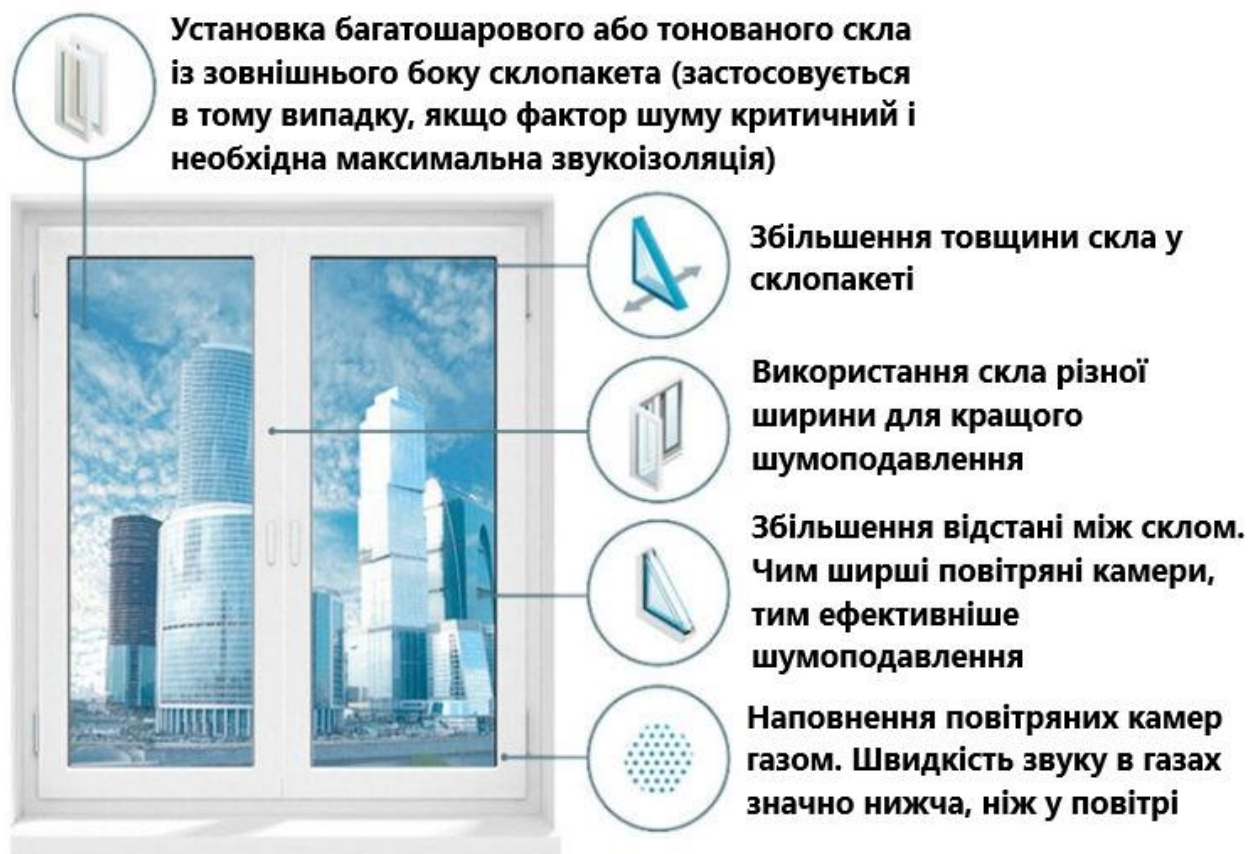 Установка багатошарового або тонованого скла
із зовнішнього боку склопакета (застосовується
в тому випадку, якщо фактор шуму критичний і
необхідна максимальна звукоізоляція)
Збільшення товщини скла у
склопакеті
Використання скла різної
ширини для кращого
шумоподавлення
Збільшення відстані між склом.
Чим ширші повітряні камери,
тим ефективніше
шумоподавлення
Наповнення повітряних камер
газом. Швидкість звуку в газах
значно нижча, ніж у повітрі